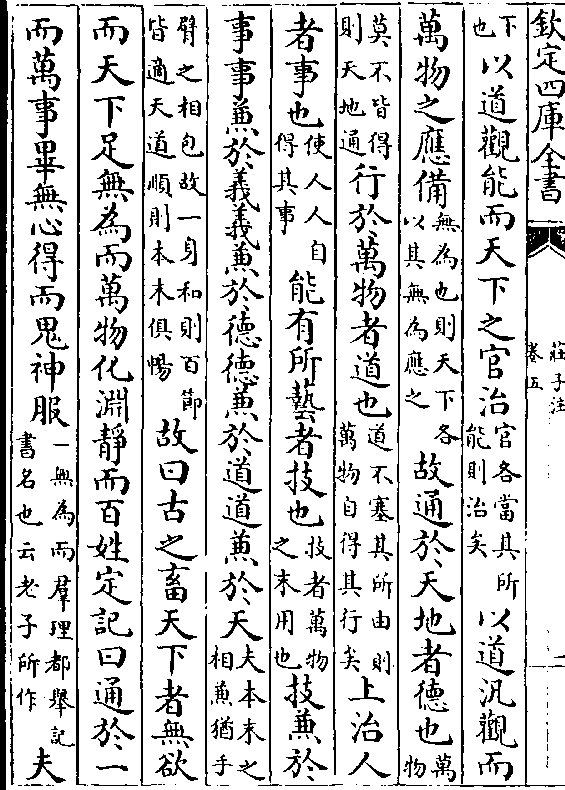 欽定四庫全書
莊子注
卷五
一
下也以道觀能而天下之官治官各當其所能則治矣以道汎觀而
萬物之應備無為也則天下各以其無為應之故通於天地者德也萬物
莫不皆得則天地通行於萬物者道也道不塞其所由則萬物自得其行矣上治人
者事也使人人自得其事能有所藝者技也技者萬物之末用也技兼於
事事兼於義義兼於德德兼於道道兼於天夫本末之相兼猶手
臂之相包故一身和則百節皆適天道順則本末俱暢故曰古之畜天下者無欲
而天下足無為而萬物化淵靜而百姓定記曰通於一
而萬事畢無心得而鬼神服一無為而羣理都舉記書名也云老子所作夫